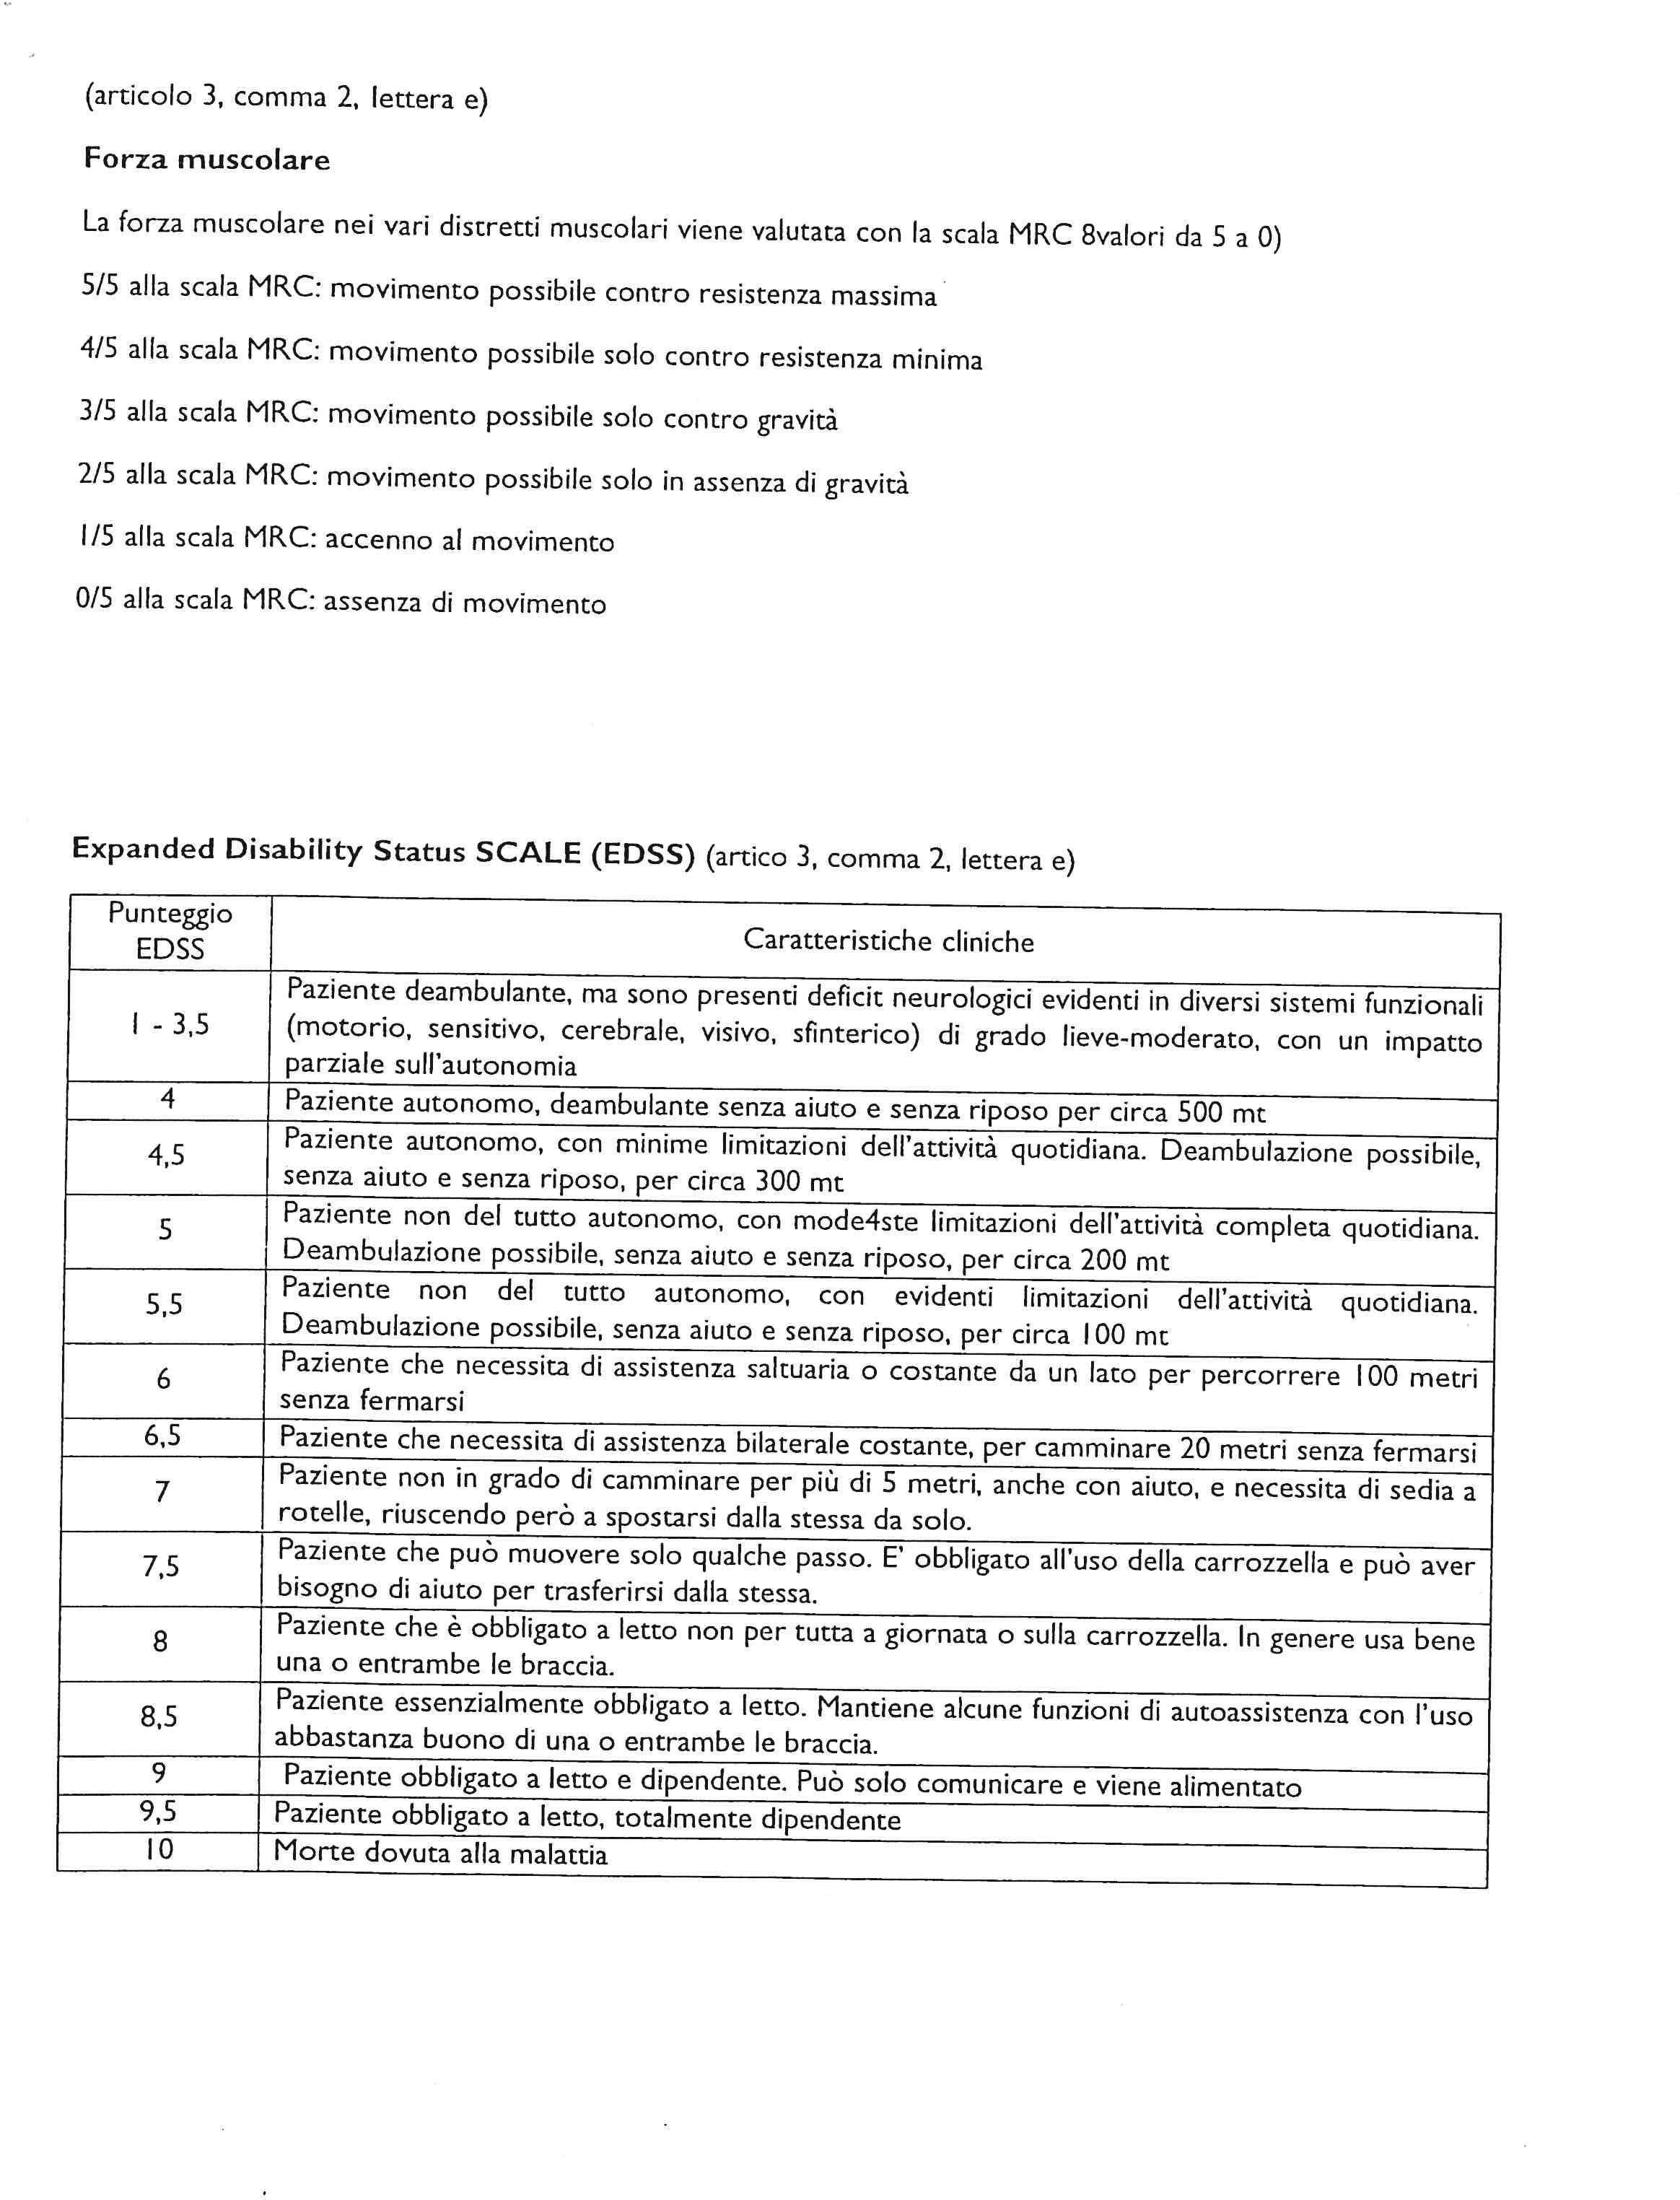 (articolo 3, comma 2, lettera e)
Forza muscolare
La forza muscolare nei vari distretti muscolari viene valutata con la scala MRC 8valori da 5 a 0)
5/5 alla scala MRC: movimento possibile contro resistenza massima
4/5 alla scala MRC: movimento possibile solo contro resistenza minima
3/5 alla scala MRC: movimento possibile solo contro gravità
2/5 alla scala MRC: movimento possibile solo in assenza di gravità
1/5 alla scala MRC: accenno al movimento
0/5 alla scala MRC: assenza di movimento
Expanded Disability Status SCALE (EDSS) (artico 3, comma 2, lettera e)
Punteggio
EDSS
Caratteristiche cliniche
1 - 3,5
Paziente deambulante, ma sono presenti deficit neurologici evidenti in diversi sistemi funzionali
(motorio, sensitivo, cerebrale, visivo, sfinterico) di grado lieve-moderato, con un impatto
parziale sull'autonomia
4
Paziente autonomo, deambulante senza aiuto e senza riposo per circa 500 mt
4,5
Paziente autonomo, con minime limitazioni dell'attività quotidiana. Deambulazione possibile,
senza aiuto e senza riposo, per circa 300 mt
5
Paziente non del tutto autonomo, con mode4ste limitazioni dell'attività completa quotidiana.
Deambulazione possibile, senza aiuto e senza riposo, per circa 200 mt
5,5
Paziente non del tutto autonomo, con evidenti limitazioni dell'attività quotidiana.
Deambulazione possibile, senza aiuto e senza riposo, per circa 100 mt
6
Paziente che necessita di assistenza saltuaria o costante da un lato per percorrere 100 metri
senza fermarsi
6,5
Paziente che necessita di assistenza bilaterale costante, per camminare 20 metri senza fermarsi
7
Paziente non in grado di camminare per più di 5 metri, anche con aiuto, e necessita di sedia a
rotelle, riuscendo però a spostarsi dalla stessa da solo.
7,5
Paziente che può muovere solo qualche passo. E' obbligato all'uso della carrozzella e può aver
bisogno di aiuto per trasferirsi dalla stessa.
8
Paziente che è obbligato a letto non per tutta a giornata o sulla carrozzella. In genere usa bene
una o entrambe le braccia.
8,5
Paziente essenzialmente obbligato a letto. Mantiene alcune funzioni di autoassistenza con l'uso
abbastanza buono di una o entrambe le braccia.
9
Paziente obbligato a letto e dipendente. Può solo comunicare e viene alimentato
9,5
Paziente obbligato a letto, totalmente dipendente
10
Morte dovuta alla malattia